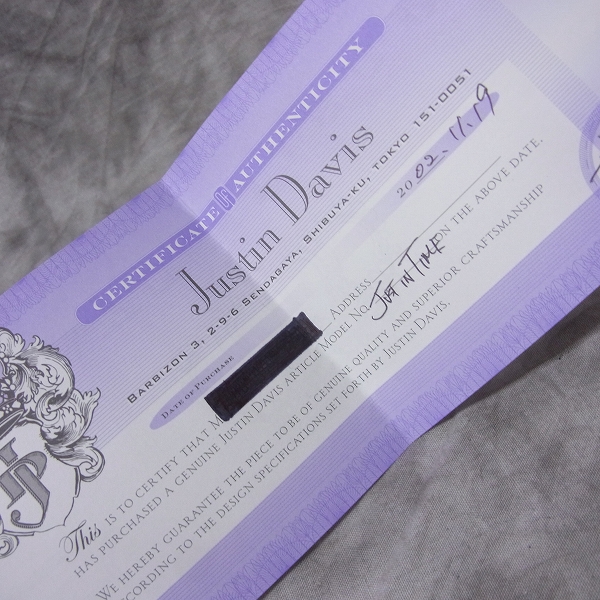 CERTIFICATE OF AUTHENTICITY
Justin Davis
BARBIZON 3, 2-9-6 SENDAGAYA, SHIBUYA-KU, TOKYO 151-0051
DATE OF PURCHASE 2002.11.19
This IS TO CERTIFY THAT M ADDRESS
HAS PURCHASED A GENUINE JUSTIN DAVIS ARTICLE MODEL NO. JUST IN TIME ON THE ABOVE DATE.
WE HEREBY GUARANTEE THE PIECE TO BE OF GENUINE QUALITY AND SUPERIOR CRAFTSMANSHIP
ACCORDING TO THE DESIGN SPECIFICATIONS SET FORTH BY JUSTIN DAVIS.